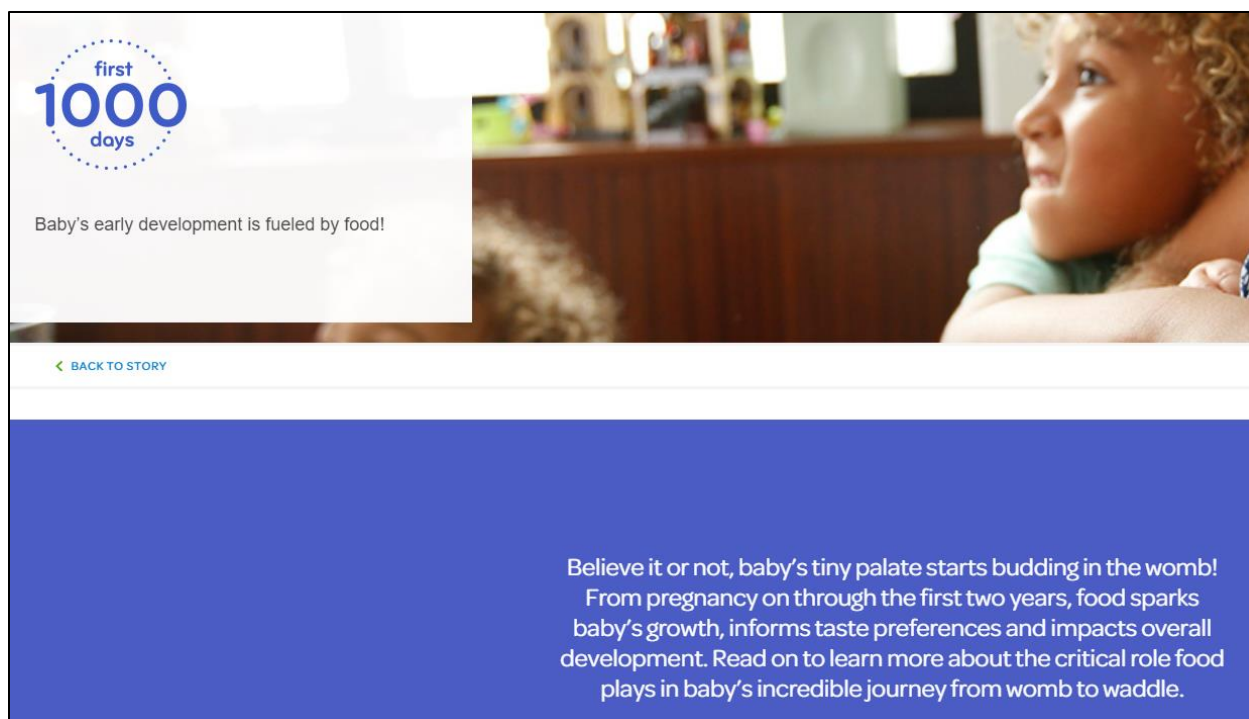 first
1000
days
Baby's early development is fueled by food!
BACK TO STORY
Believe it or not, baby's tiny palate starts budding in the womb!
From pregnancy on through the first two years, food sparks
baby's growth, informs taste preferences and impacts overall
development. Read on to learn more about the critical role food
plays in baby's incredible journey from womb to waddle.